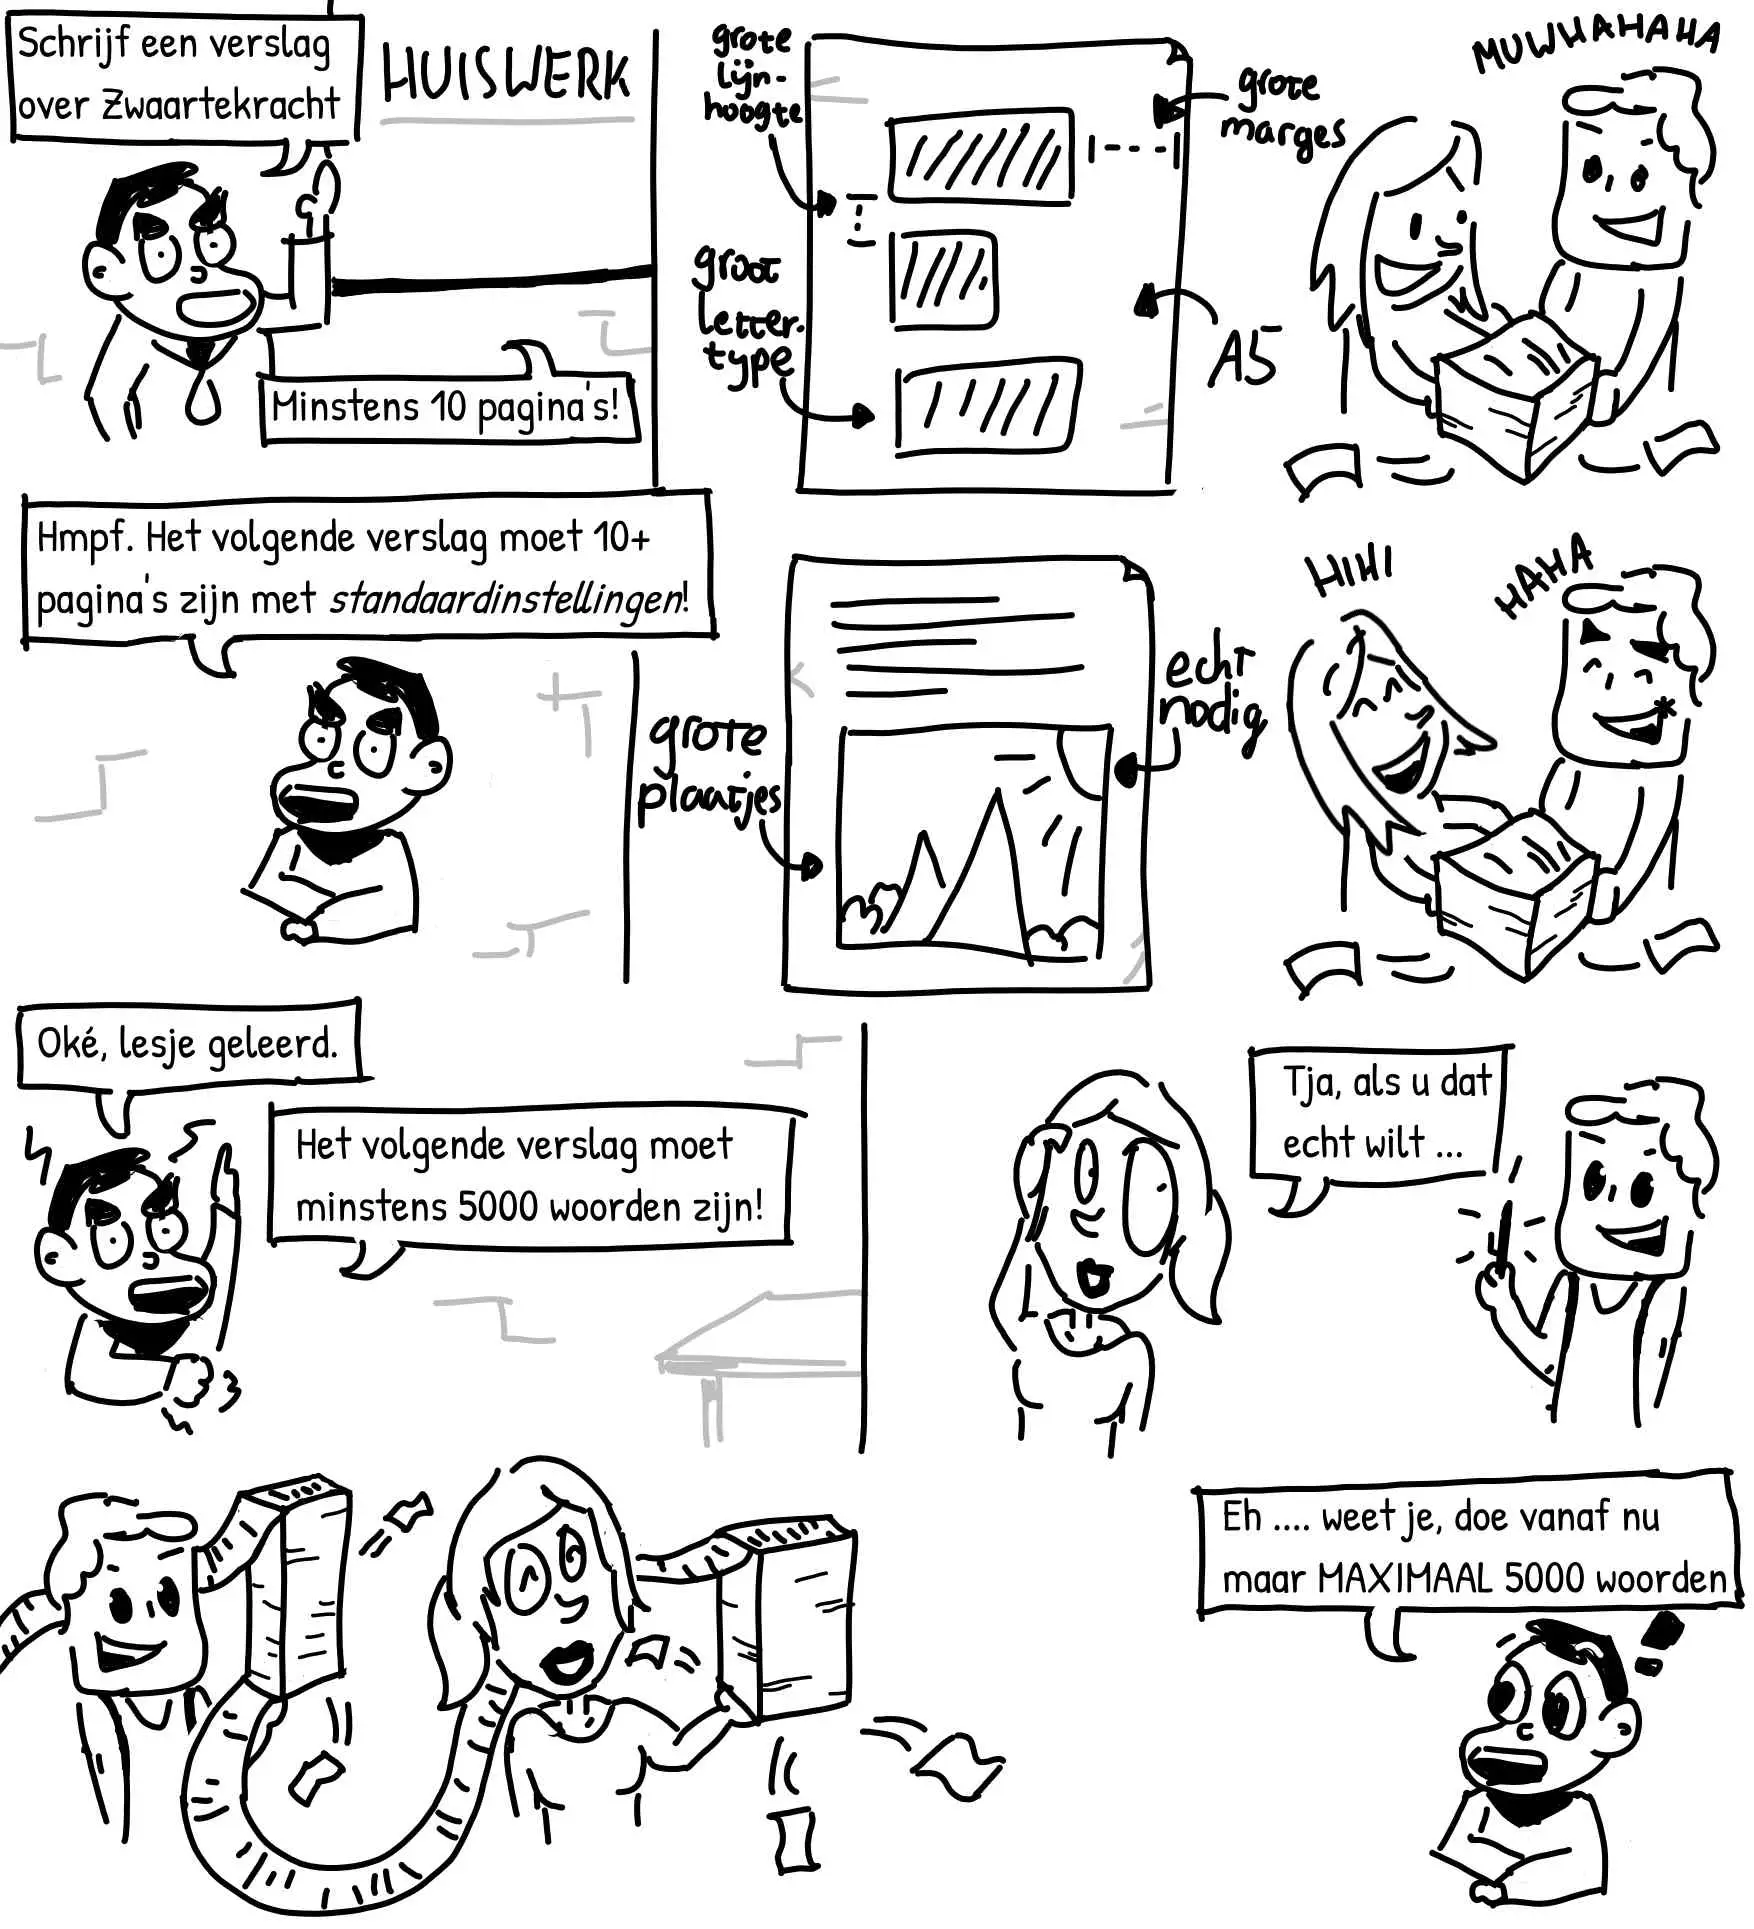 Schrijf een verslag
over Zwaartekracht
HUISWERK
Minstens 10 pagina's!
grote
lijn-
hoogte
groot
letter-
type
grote
marges
A5
MUWHAHAHA
Hmpf. Het volgende verslag moet 10+
pagina's zijn met standaardinstellingen!
grote
plaatjes
echt
nodig
HIHI
HAHA
Oké, lesje geleerd.
Het volgende verslag moet
minstens 5000 woorden zijn!
Tja, als u dat
echt wilt ...
Eh .... weet je, doe vanaf nu
maar MAXIMAAL 5000 woorden